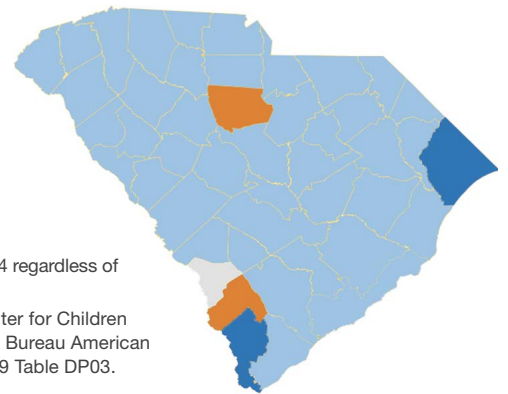 4 regardless of
ter for Children
Bureau American
9 Table DP03.